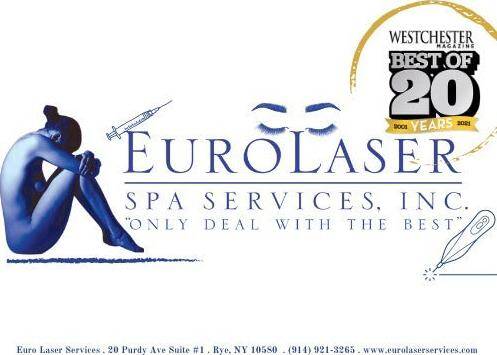 WESTCHESTER
MAGAZINE
BEST OF
20
2001 YEARS 2021
EUROLASER
SPA SERVICES, INC.
"ONLY DEAL WITH THE BEST"
Euro Laser Services . 20 Purdy Ave Suite #1 . Rye, NY 10580 . (914) 921-3265 . www.eurolaserservices.com